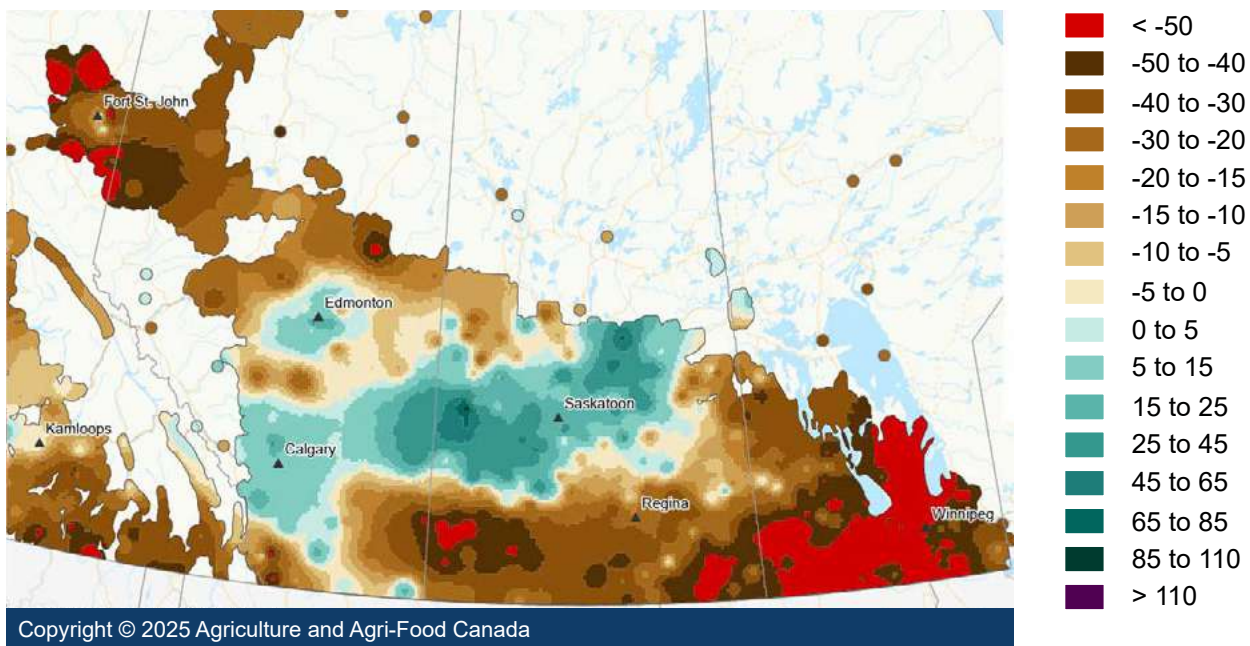 Fort St. John
Edmonton
Saskatoon
Kamloops
Calgary
Regina
Winnipeg
Copyright © 2025 Agriculture and Agri-Food Canada
< -50
-50 to -40
-40 to -30
-30 to -20
-20 to -15
-15 to -10
-10 to -5
-5 to 0
0 to 5
5 to 15
15 to 25
25 to 45
45 to 65
65 to 85
85 to 110
> 110